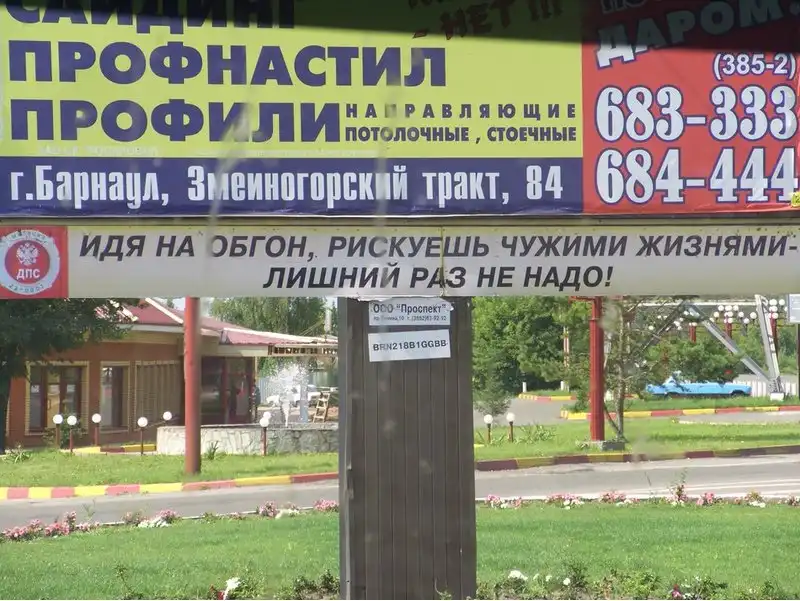 САЙДИНГ
ПРОФНАСТИЛ
ПРОФИЛИ НАПРАВЛЯЮЩИЕ
ПОТОЛОЧНЫЕ, СТОЕЧНЫЕ
г.Барнаул, Змеиногорский тракт, 84
- НЕТ!!!
ДАРОМ!
(385-2)
683-333
684-444
ДПС
ИДЯ НА ОБГОН, РИСКУЕШЬ ЧУЖИМИ ЖИЗНЯМИ-
ЛИШНИЙ РАЗ НЕ НАДО!
ООО "Проспект"
BRN218B1GGBB